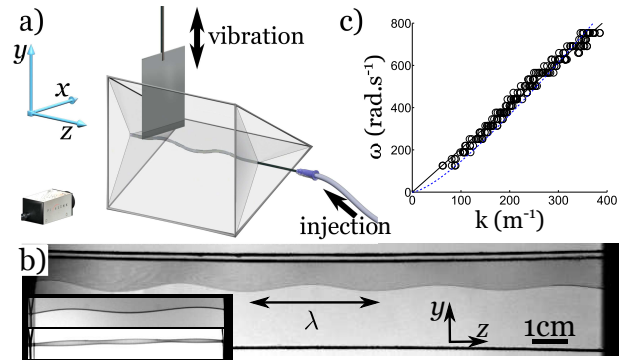 a)
vibration
y
x
z
injection
c)
ω (rad.s⁻¹)
800
600
400
200
0
0 100 200 300 400
k (m⁻¹)
b)
λ
y
z
1cm